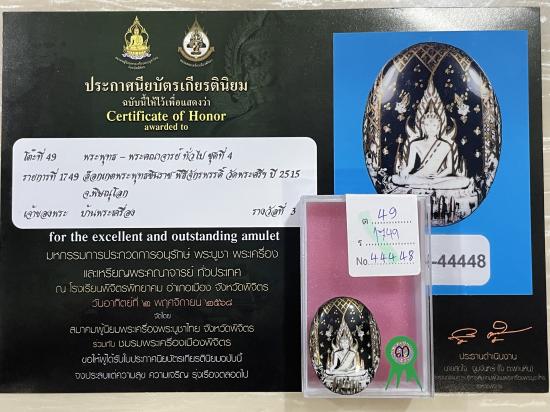 ประกาศนียบัตรเกียรตินิยม
ฉบับนี้ให้ไว้เพื่อแสดงว่า
Certificate of Honor
awarded to
โต๊ะที่ 49 พระพุทธ - พระคณาจารย์ ทั่วไป ชุดที่ 4
รายการที่ 1749 ล็อกเกตพระพุทธชินราช พิธีจักรพรรดิ์ วัดพระศรีฯ ปี 2515
จ.พิษณุโลก
เจ้าของพระ บ้านพระเครื่อง รางวัลที่ 3
for the excellent and outstanding amulet
มหกรรมการประกวดการอนุรักษ์ พระบูชา พระเครื่อง
และเหรียญพระคณาจารย์ ทั่วประเทศ
ณ โรงเรียนพิจิตรพิทยาคม อำเภอเมือง จังหวัดพิจิตร
วันอาทิตย์ที่ ๒ พฤศจิกายน ๒๕๖๘
จัดโดย
สมาคมผู้นิยมพระเครื่องพระบูชาไทย จังหวัดพิจิตร
ร่วมกับ ชมรมพระเครื่องเมืองพิจิตร
ขอให้ผู้ได้รับใบประกาศนียบัตรฉบับนี้
จงประสบแต่ความสุข ความเจริญ รุ่งเรืองตลอดไป
-44448
ต 49
ร 1749
No. 44448
๓
ประธานดำเนินงาน